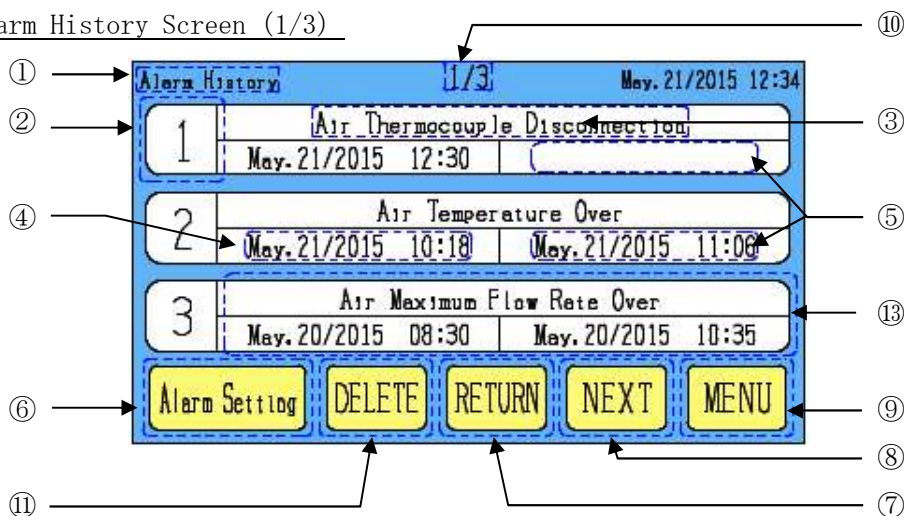 arm History Screen (1/3)
⑩
① Alarm History 1/3 May.21/2015 12:34
② 1 Air Thermocouple Disconnection ③
May.21/2015 12:30
④ 2 Air Temperature Over ⑤
May.21/2015 10:18 May.21/2015 11:06
3 Air Maximum Flow Rate Over ⑬
May.20/2015 08:30 May.20/2015 10:35
⑥ Alarm Setting DELETE RETURN NEXT MENU ⑨
⑧
⑪ ⑦